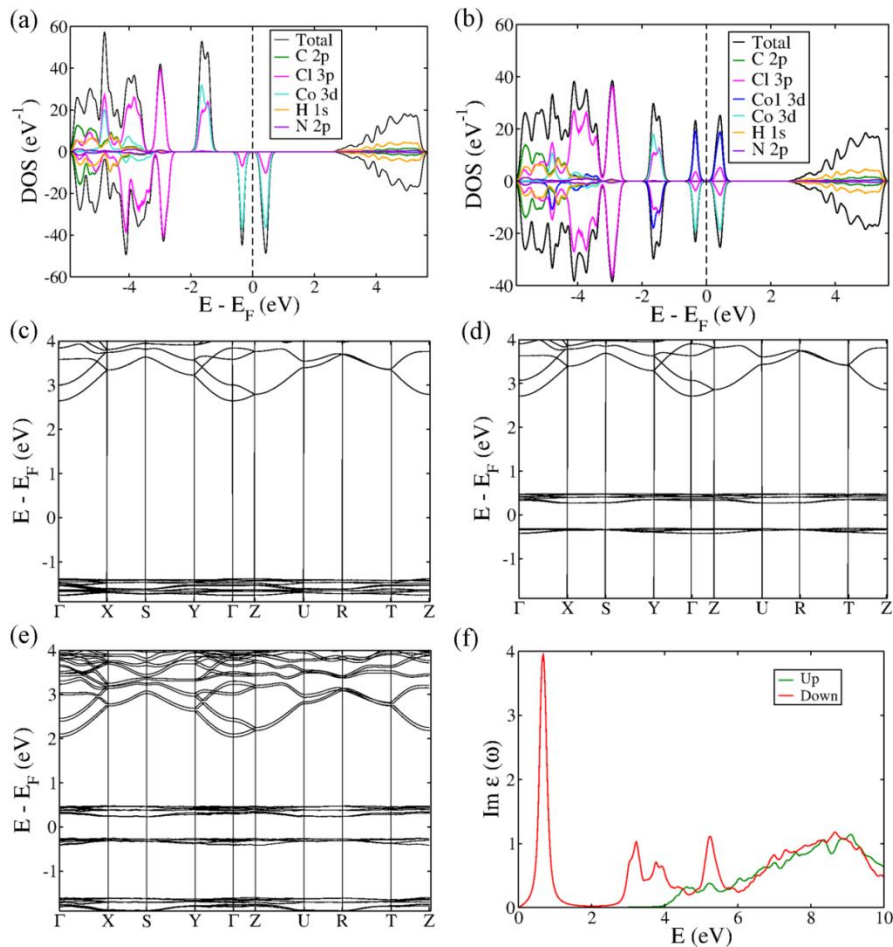 (a)
60
40
20
0
-20
-40
-60
DOS (eV⁻¹)
Total
C 2p
Cl 3p
Co 3d
H 1s
N 2p
-4 -2 0 2 4
E - E_F (eV)
(b)
60
40
20
0
-20
-40
DOS (eV⁻¹)
Total
C 2p
Cl 3p
Co1 3d
Co 3d
H 1s
N 2p
-4 -2 0 2 4
E - E_F (eV)
(c)
4
3
2
1
0
-1
E - E_F (eV)
Γ X S Y Γ Z U R T Z
(d)
4
3
2
1
0
-1
E - E_F (eV)
Γ X S Y Γ Z U R T Z
(e)
4
3
2
1
0
-1
E - E_F (eV)
Γ X S Y Γ Z U R T Z
(f)
4
3
2
1
0
Im ε (ω)
Up
Down
0 2 4 6 8 10
E (eV)